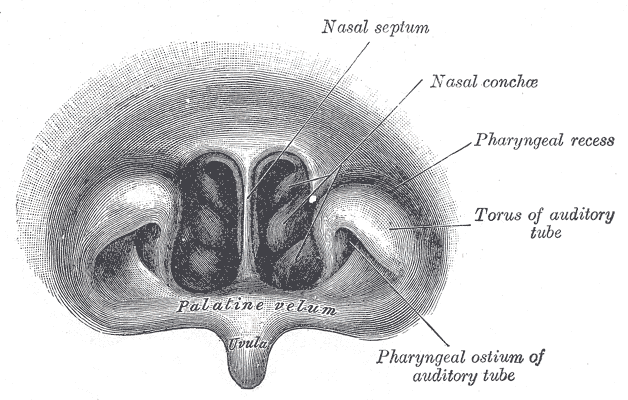 Nasal septum
Nasal conchæ
Pharyngeal recess
Torus of auditory
tube
Palatine velum
Uvula
Pharyngeal ostium of
auditory tube